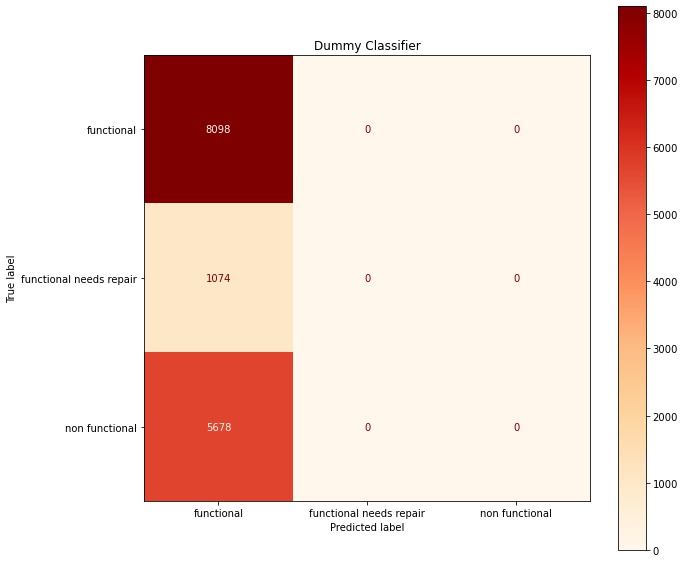 Dummy Classifier
True label
functional
8098 0 0
functional needs repair
1074 0 0
non functional
5678 0 0
functional functional needs repair non functional
Predicted label
8000
7000
6000
5000
4000
3000
2000
1000
0